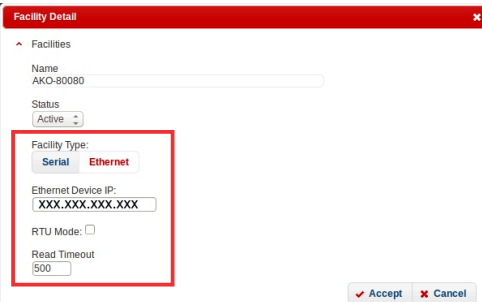 Facility Detail
Facilities
Name
AKO-80080
Status
Active
Facility Type:
Serial Ethernet
Ethernet Device IP:
XXX.XXX.XXX.XXX
RTU Mode:
Read Timeout
500
Accept Cancel